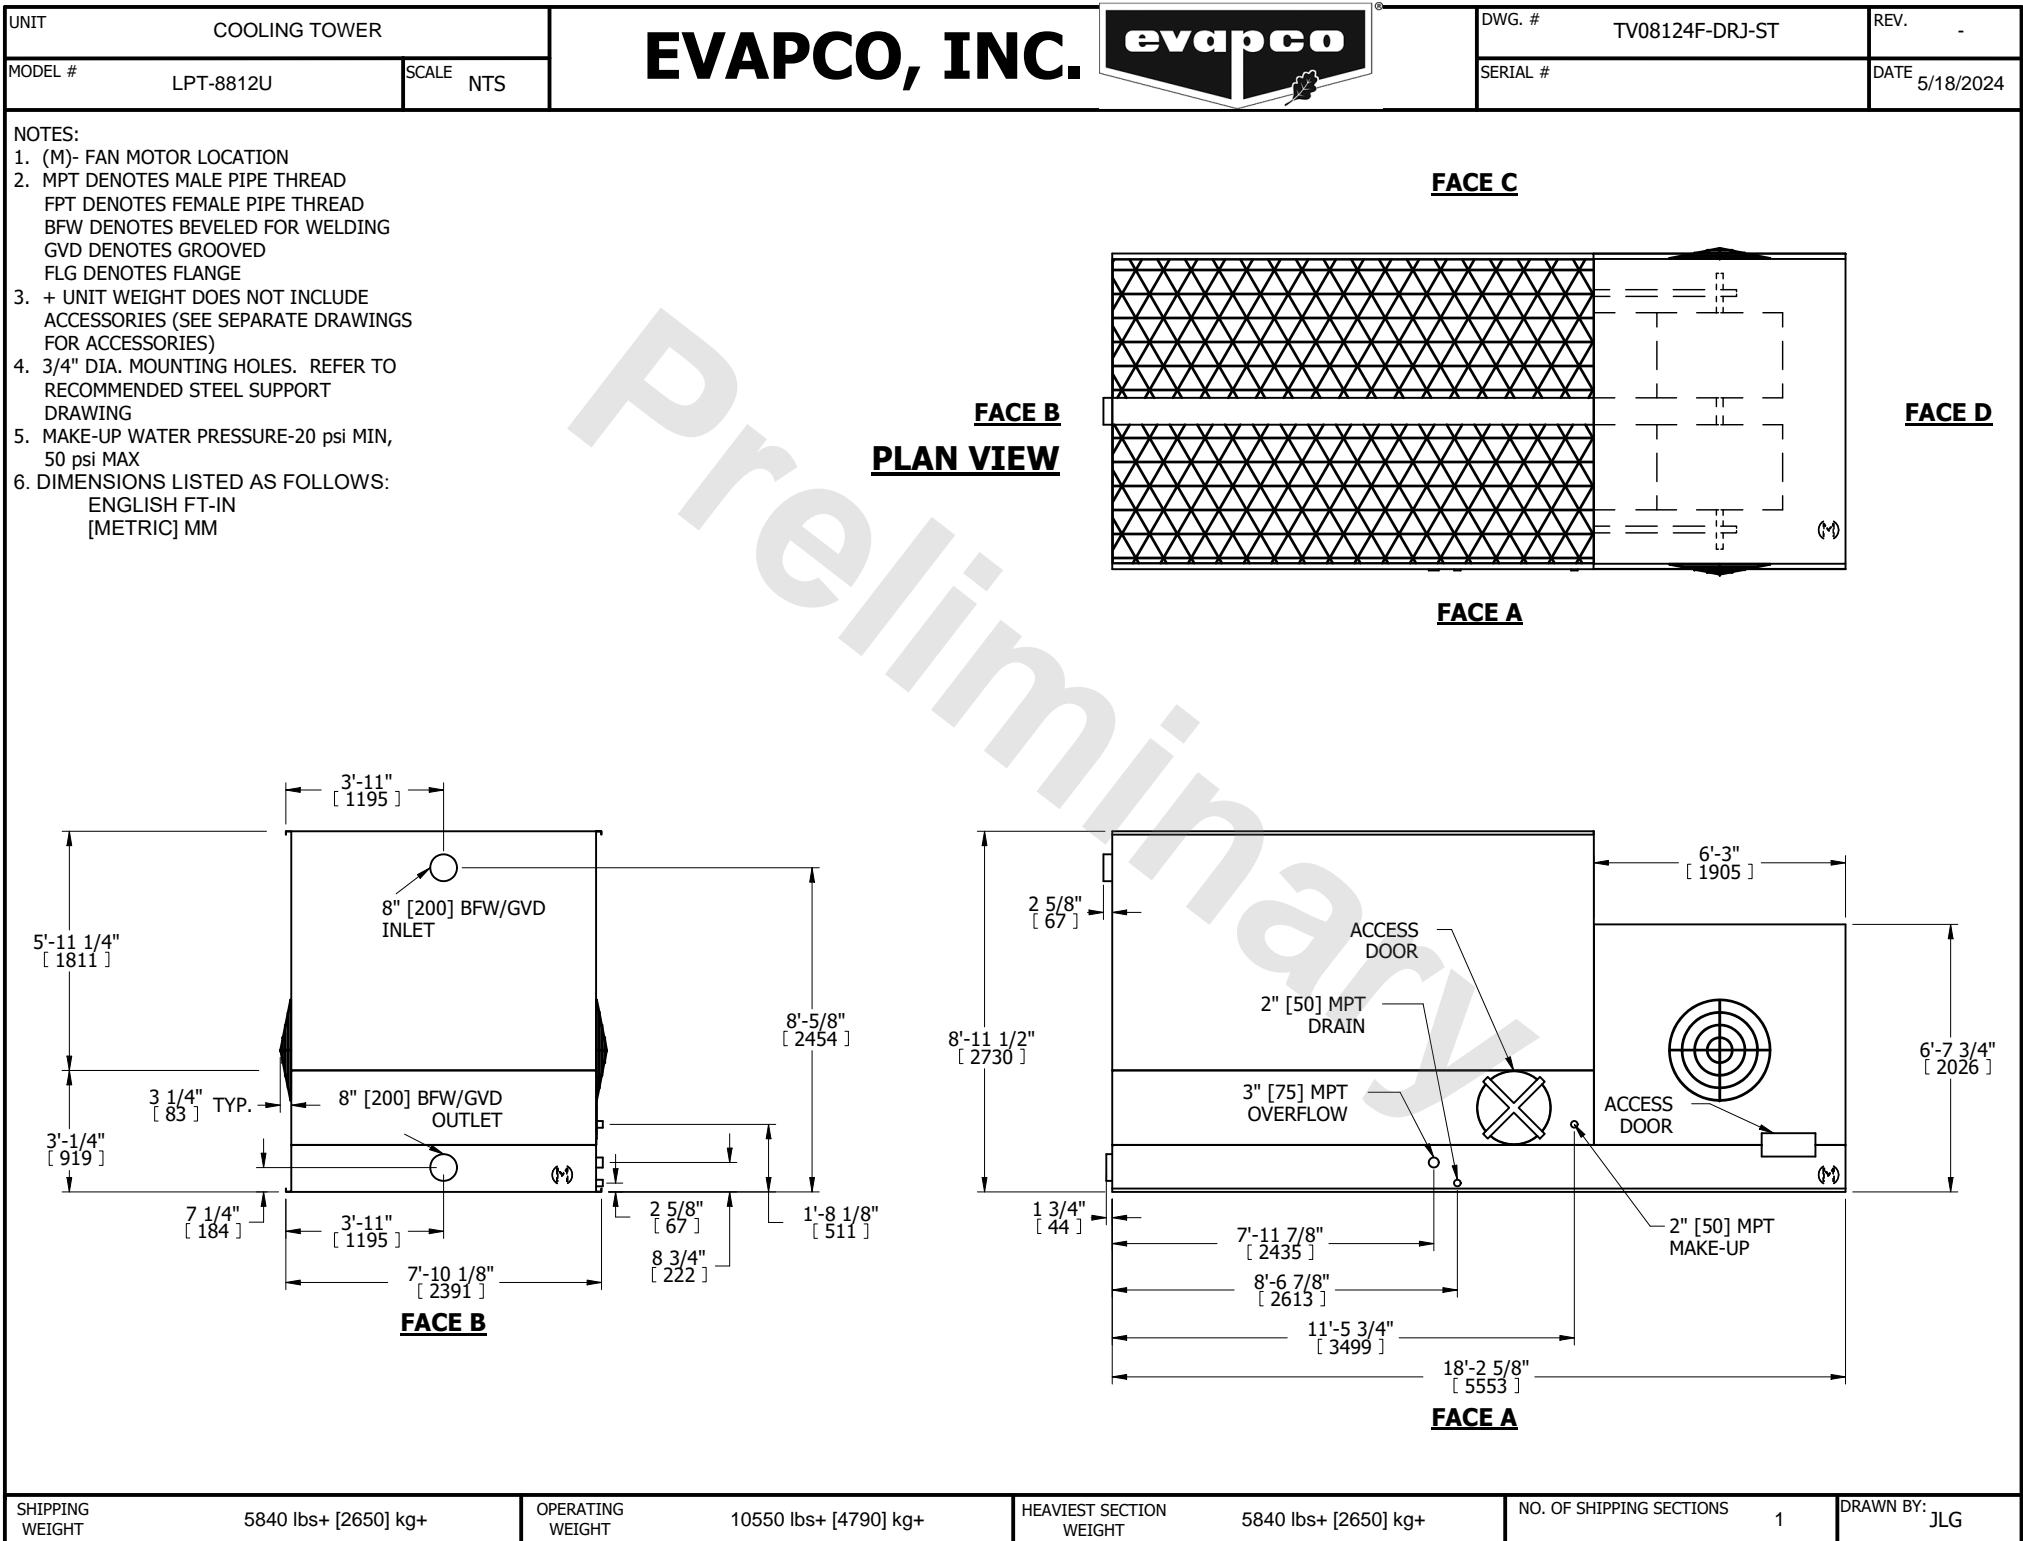 UNIT
COOLING TOWER
MODEL #
LPT-8812U
SCALE
NTS
EVAPCO, INC.
evapco
®
DWG. #
TV08124F-DRJ-ST
REV.
-
SERIAL #
DATE
5/18/2024
NOTES:
1. (M)- FAN MOTOR LOCATION
2. MPT DENOTES MALE PIPE THREAD
FPT DENOTES FEMALE PIPE THREAD
BFW DENOTES BEVELED FOR WELDING
GVD DENOTES GROOVED
FLG DENOTES FLANGE
3. + UNIT WEIGHT DOES NOT INCLUDE
ACCESSORIES (SEE SEPARATE DRAWINGS
FOR ACCESSORIES)
4. 3/4" DIA. MOUNTING HOLES. REFER TO
RECOMMENDED STEEL SUPPORT
DRAWING
5. MAKE-UP WATER PRESSURE-20 psi MIN,
50 psi MAX
6. DIMENSIONS LISTED AS FOLLOWS:
ENGLISH FT-IN
[METRIC] MM
FACE C
FACE B
PLAN VIEW
FACE D
(M)
FACE A
Preliminary
3'-11"
[ 1195 ]
8" [200] BFW/GVD
INLET
5'-11 1/4"
[ 1811 ]
8'-5/8"
[ 2454 ]
3 1/4"
[ 83 ]
TYP.
8" [200] BFW/GVD
OUTLET
3'-1/4"
[ 919 ]
(M)
7 1/4"
[ 184 ]
3'-11"
[ 1195 ]
2 5/8"
[ 67 ]
1'-8 1/8"
[ 511 ]
8 3/4"
[ 222 ]
7'-10 1/8"
[ 2391 ]
FACE B
6'-3"
[ 1905 ]
2 5/8"
[ 67 ]
ACCESS
DOOR
2" [50] MPT
DRAIN
8'-11 1/2"
[ 2730 ]
6'-7 3/4"
[ 2026 ]
3" [75] MPT
OVERFLOW
ACCESS
DOOR
(M)
1 3/4"
[ 44 ]
2" [50] MPT
MAKE-UP
7'-11 7/8"
[ 2435 ]
8'-6 7/8"
[ 2613 ]
11'-5 3/4"
[ 3499 ]
18'-2 5/8"
[ 5553 ]
FACE A
SHIPPING
WEIGHT
5840 lbs+ [2650] kg+
OPERATING
WEIGHT
10550 lbs+ [4790] kg+
HEAVIEST SECTION
WEIGHT
5840 lbs+ [2650] kg+
NO. OF SHIPPING SECTIONS
1
DRAWN BY:
JLG